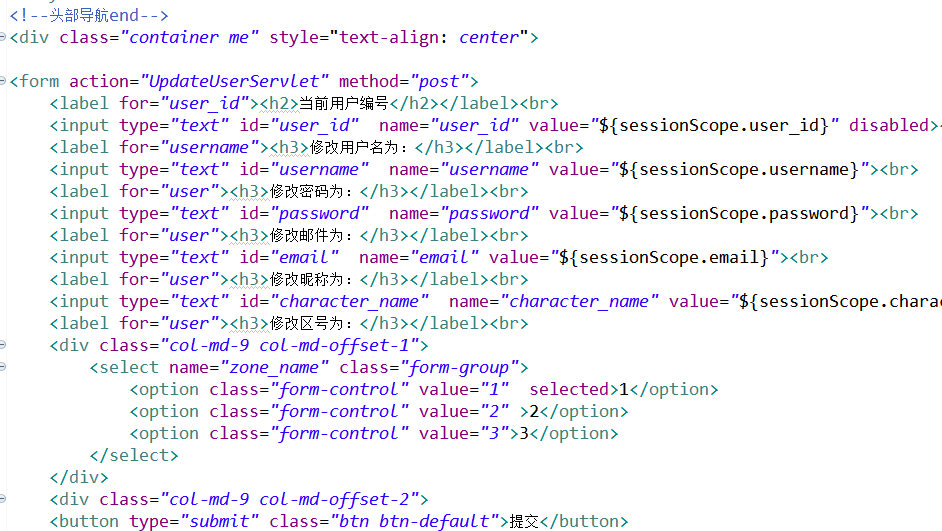 <!--头部导航end-->
<div class="container me" style="text-align: center">
<form action="UpdateUserServlet" method="post">
<label for="user_id"><h2>当前用户编号</h2></label><br>
<input type="text" id="user_id"  name="user_id" value="${sessionScope.user_id}" disabled>
<label for="username"><h3>修改用户名为：</h3></label><br>
<input type="text" id="username"  name="username" value="${sessionScope.username}"><br>
<label for="user"><h3>修改密码为：</h3></label><br>
<input type="text" id="password"  name="password" value="${sessionScope.password}"><br>
<label for="user"><h3>修改邮件为：</h3></label><br>
<input type="text" id="email"  name="email" value="${sessionScope.email}"><br>
<label for="user"><h3>修改昵称为：</h3></label><br>
<input type="text" id="character_name"  name="character_name" value="${sessionScope.charac
<label for="user"><h3>修改区号为：</h3></label><br>
<div class="col-md-9 col-md-offset-1">
<select name="zone_name" class="form-group">
<option class="form-control" value="1"  selected>1</option>
<option class="form-control" value="2" >2</option>
<option class="form-control" value="3">3</option>
</select>
</div>
<div class="col-md-9 col-md-offset-2">
<button type="submit" class="btn btn-default">提交</button>